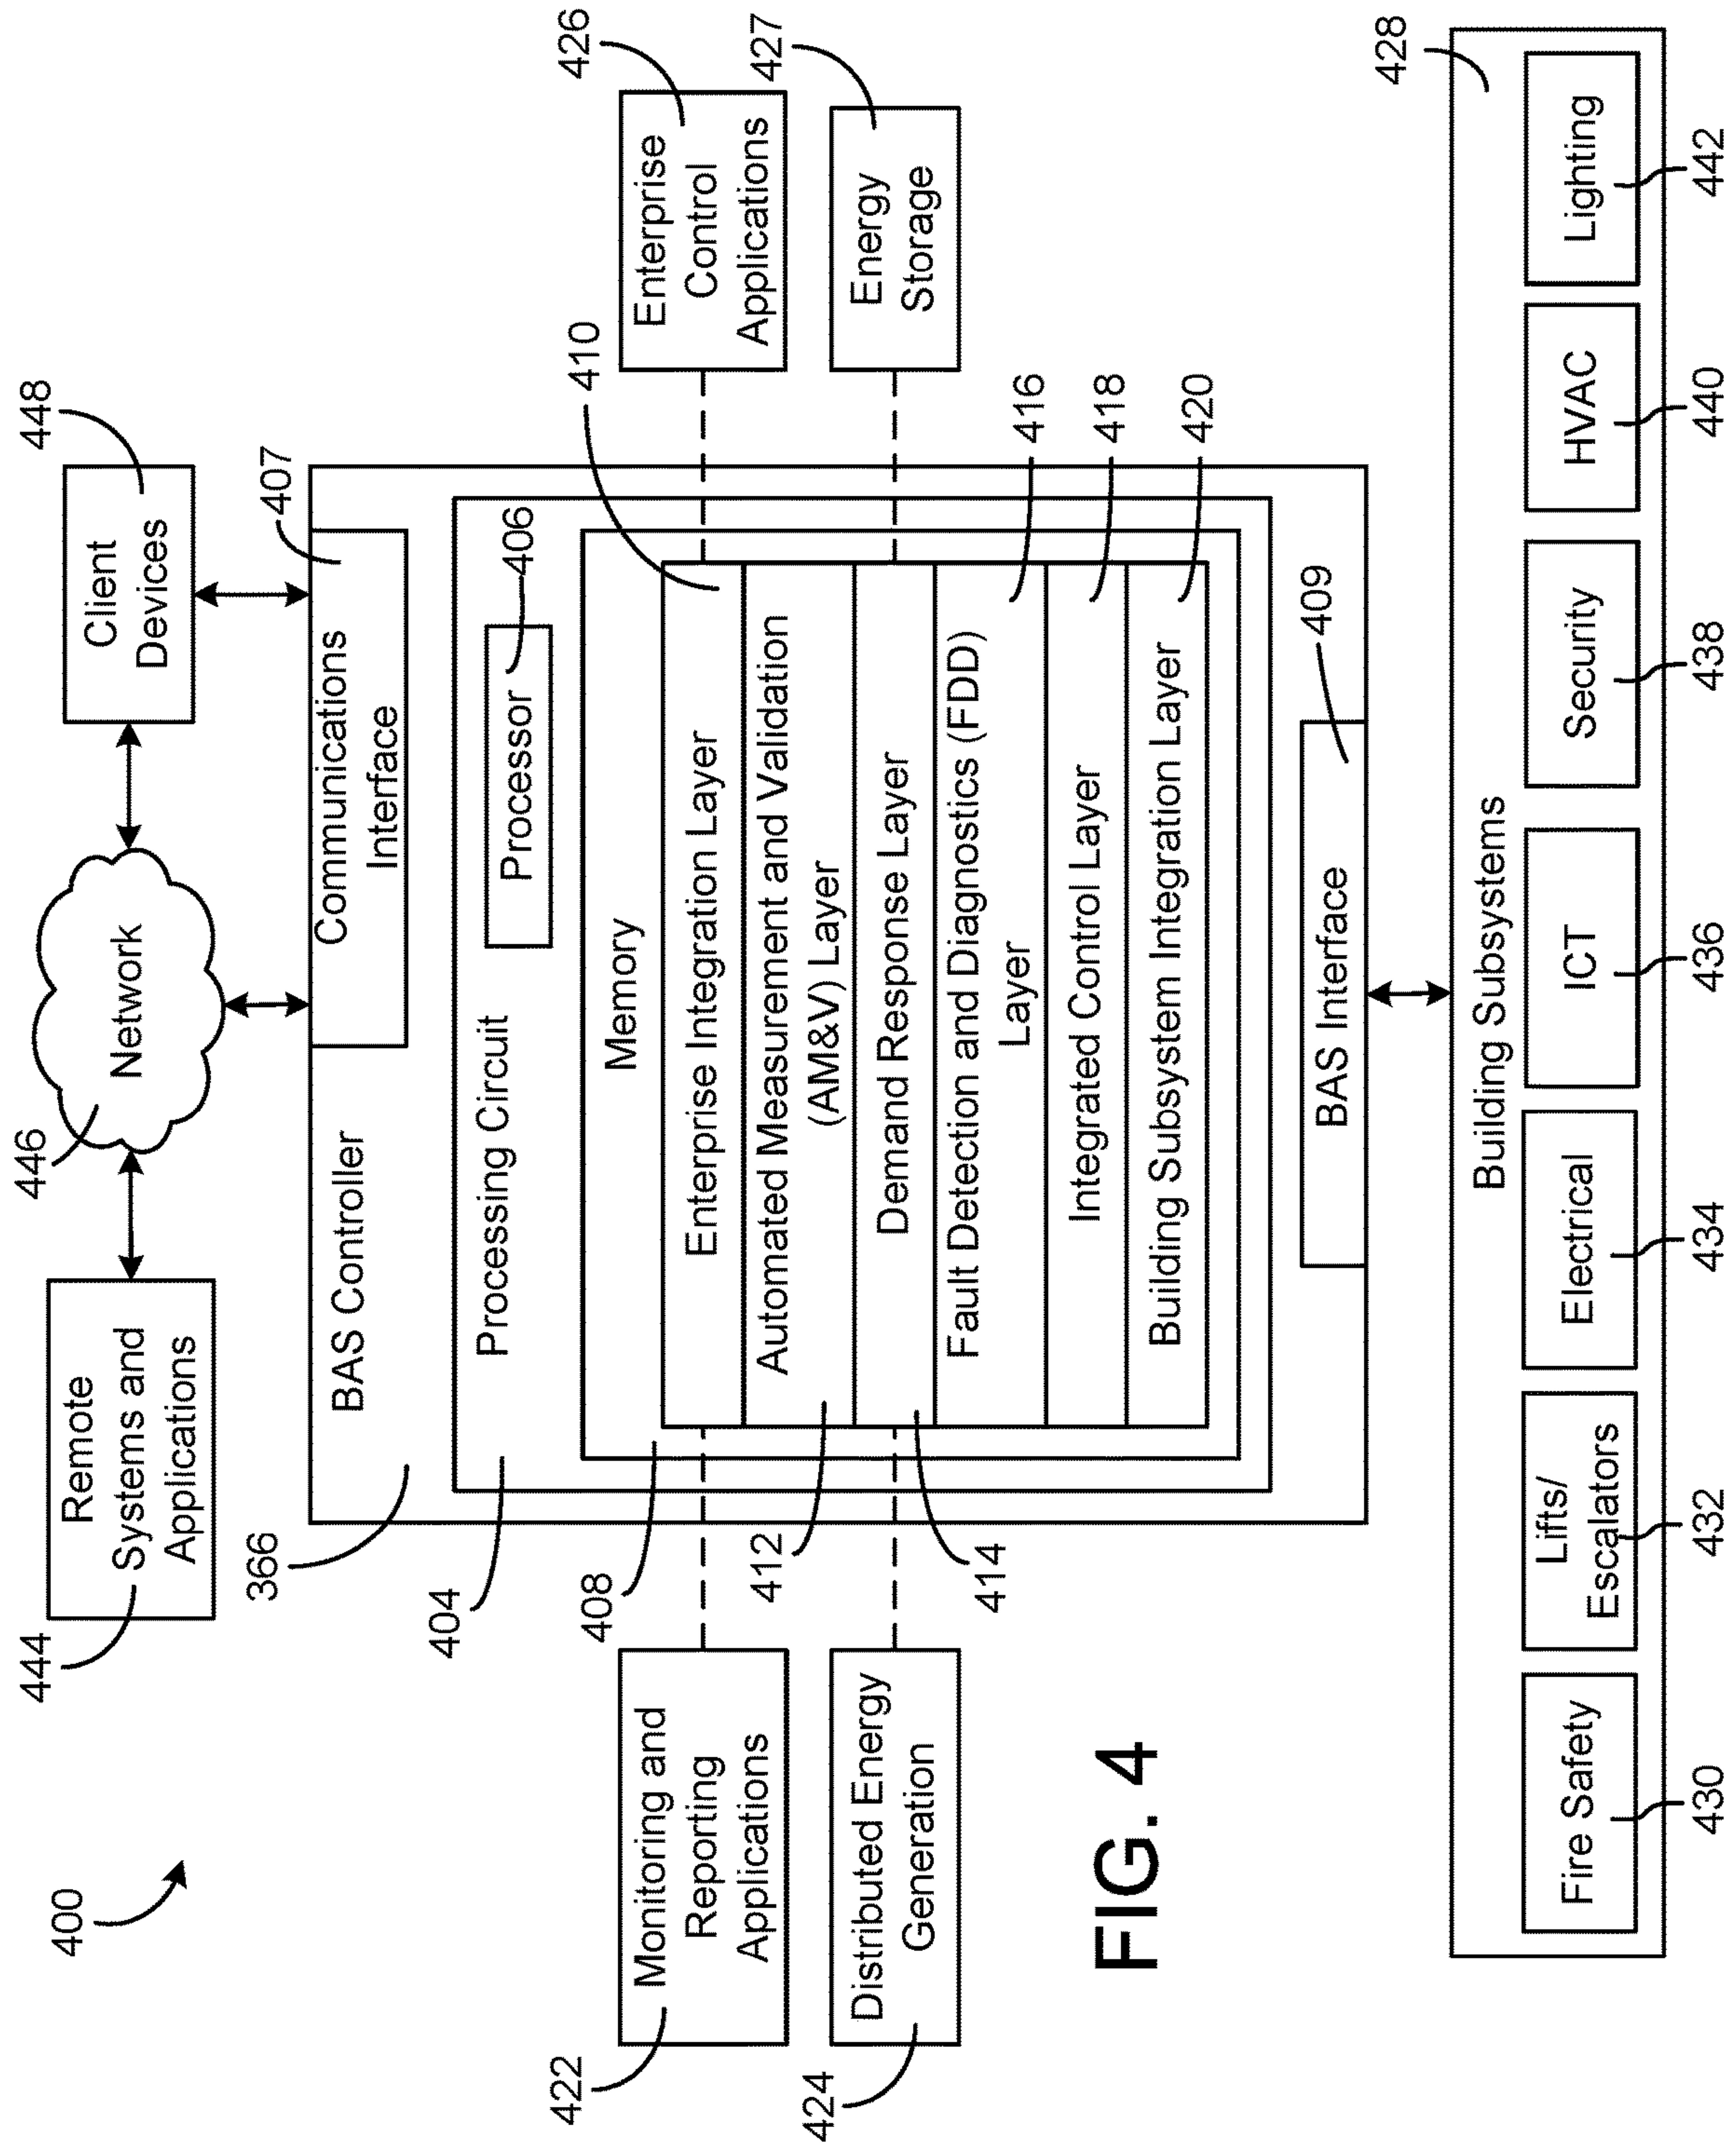 400
444
Remote
Systems and
Applications
446
Network
448
Client
Devices
366
BAS Controller
407
Communications
Interface
404
Processing Circuit
Processor
406
408
Memory
410
Enterprise Integration Layer
412
Automated Measurement and Validation
(AM&V) Layer
414
Demand Response Layer
416
Fault Detection and Diagnostics (FDD)
Layer
418
Integrated Control Layer
420
Building Subsystem Integration Layer
409
BAS Interface
422
Monitoring and
Reporting
Applications
424
Distributed Energy
Generation
426
Enterprise
Control
Applications
427
Energy
Storage
FIG. 4
428
Building Subsystems
Fire Safety
Lifts/
Escalators
Electrical
ICT
Security
HVAC
Lighting
430
432
434
436
438
440
442